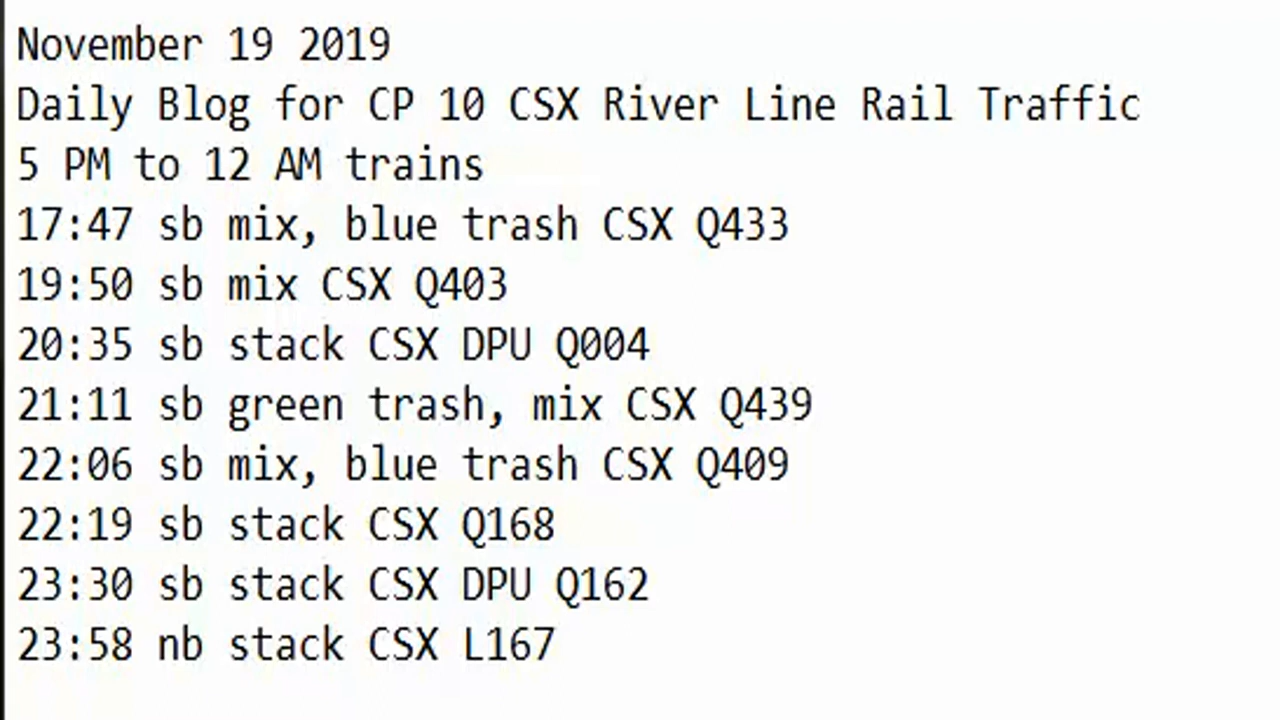 November 19 2019
Daily Blog for CP 10 CSX River Line Rail Traffic
5 PM to 12 AM trains
17:47 sb mix, blue trash CSX Q433
19:50 sb mix CSX Q403
20:35 sb stack CSX DPU Q004
21:11 sb green trash, mix CSX Q439
22:06 sb mix, blue trash CSX Q409
22:19 sb stack CSX Q168
23:30 sb stack CSX DPU Q162
23:58 nb stack CSX L167